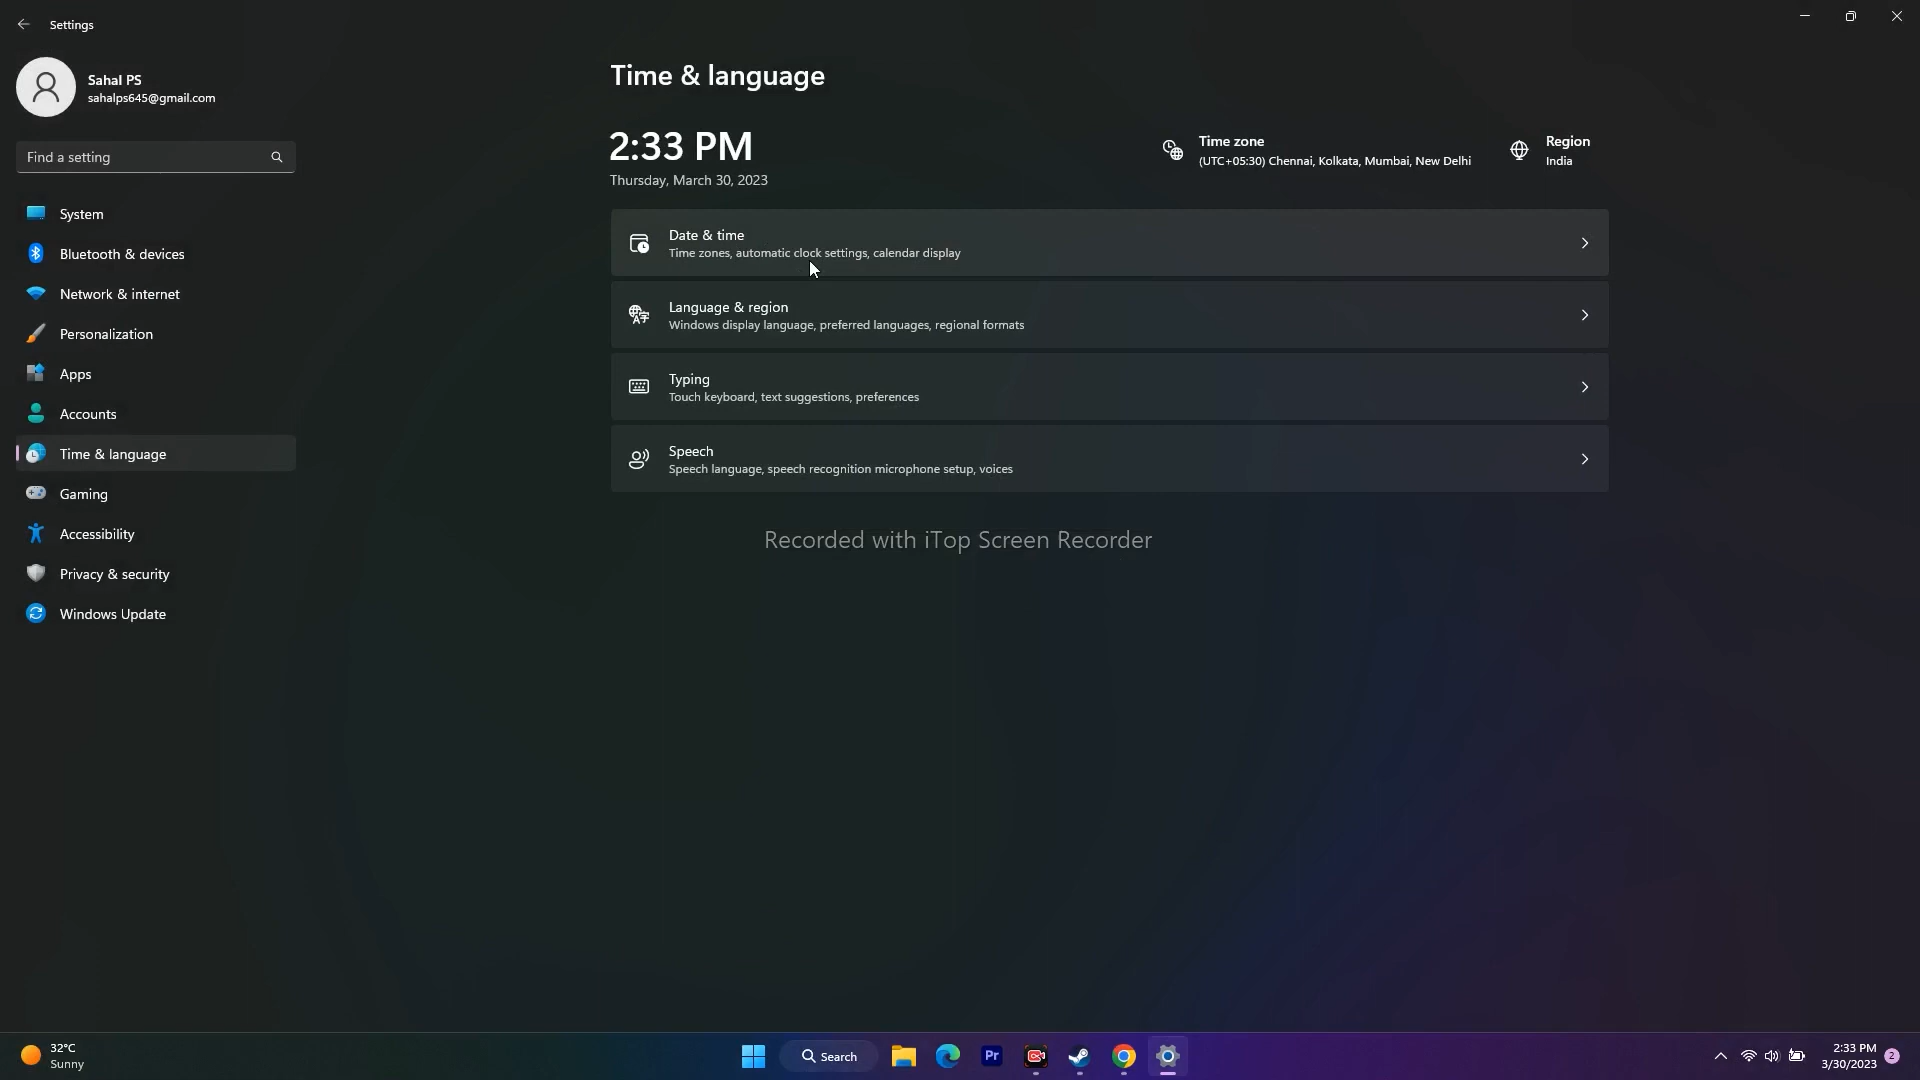 Settings
Sahal PS
sahalps645@gmail.com
Find a setting
System
Bluetooth & devices
Network & internet
Personalization
Apps
Accounts
Time & language
Gaming
Accessibility
Privacy & security
Windows Update
Time & language
2:33 PM
Thursday, March 30, 2023
Time zone
(UTC+05:30) Chennai, Kolkata, Mumbai, New Delhi
Region
India
Date & time
Time zones, automatic clock settings, calendar display
Language & region
Windows display language, preferred languages, regional formats
Typing
Touch keyboard, text suggestions, preferences
Speech
Speech language, speech recognition microphone setup, voices
Recorded with iTop Screen Recorder
32°C
Sunny
Search
Pr
2:33 PM
3/30/2023
2